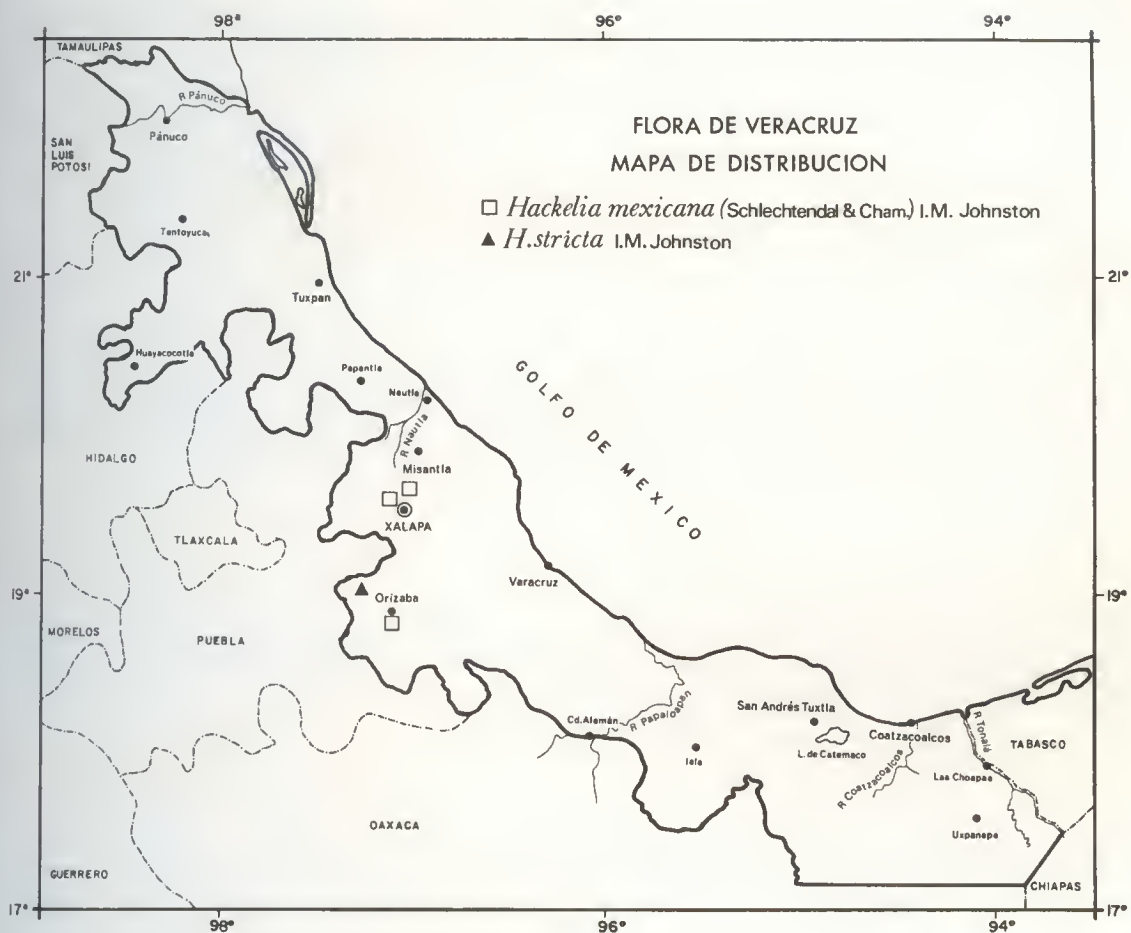 98°
96°
94°
TAMAULIPAS
R Pánuco
Pánuco
SAN
LUIS
POTOSI
FLORA DE VERACRUZ
MAPA DE DISTRIBUCION
□ Hackelia mexicana (Schlechtendal & Cham.) I.M. Johnston
▲ H. stricta I.M. Johnston
Tantoyuca
21°
21°
Tuxpan
Huayacocotla
Papantla
Nautla
R Nautla
GOLFO DE MEXICO
HIDALGO
Misantla
XALAPA
TLAXCALA
Veracruz
19°
19°
Orizaba
MORELOS
PUEBLA
Cd. Alemán
R Papaloapan
San Andrés Tuxtla
L. de Catemaco
Isla
Coatzacoalcos
R Coatzacoalcos
R Tonalá
TABASCO
Las Choapas
Uxpanapa
OAXACA
GUERRERO
CHIAPAS
17°
17°
98°
96°
94°